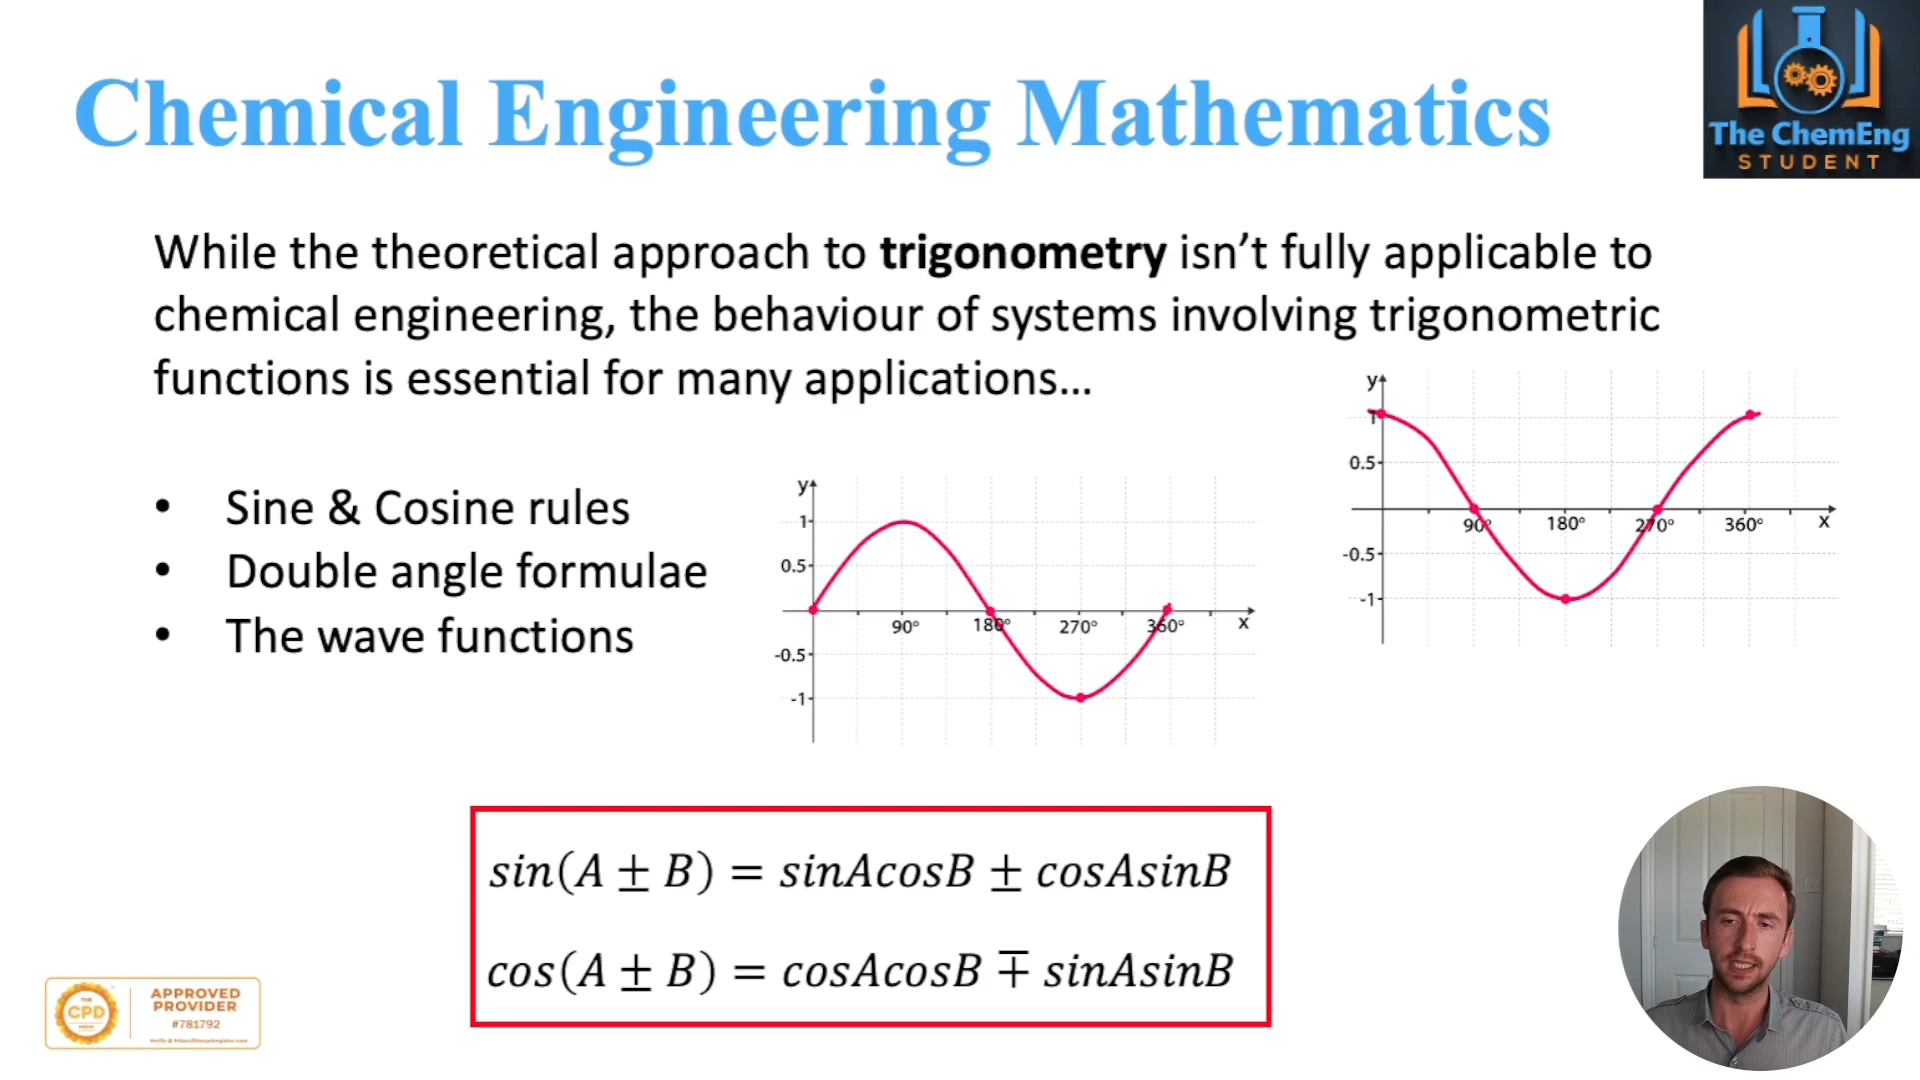 Chemical Engineering Mathematics
The ChemEng
STUDENT
While the theoretical approach to trigonometry isn’t fully applicable to
chemical engineering, the behaviour of systems involving trigonometric
functions is essential for many applications…
• Sine & Cosine rules
• Double angle formulae
• The wave functions
y
1
0.5
-0.5
-1
90°
180°
270°
360°
x
y
1
0.5
-0.5
-1
90°
180°
270°
360°
x
sin(A ± B) = sinAcosB ± cosAsinB
cos(A ± B) = cosAcosB ∓ sinAsinB
THE
CPD
APPROVED
PROVIDER
#781792